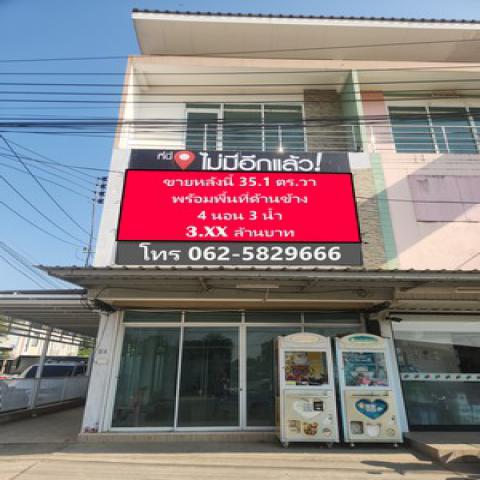 ที่นี่ ไม่มีอีกแล้ว!
ขายหลังนี้ 35.1 ตร.วา
พร้อมพื้นที่ด้านข้าง
4 นอน 3 น้ำ
3.XX ล้านบาท
โทร 062-5829666